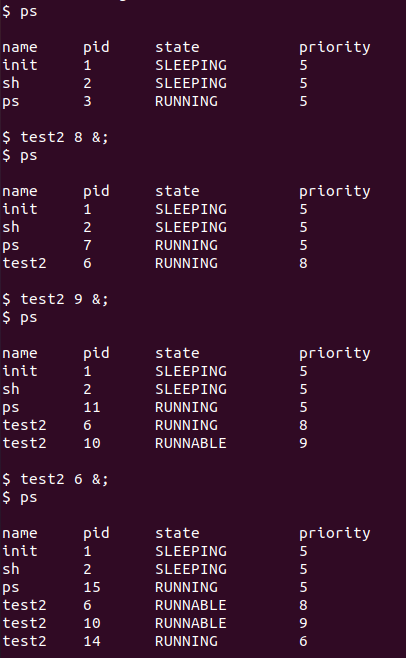 $ ps
name pid state priority
init 1 SLEEPING 5
sh 2 SLEEPING 5
ps 3 RUNNING 5
$ test2 8 &;
$ ps
name pid state priority
init 1 SLEEPING 5
sh 2 SLEEPING 5
ps 7 RUNNING 5
test2 6 RUNNING 8
$ test2 9 &;
$ ps
name pid state priority
init 1 SLEEPING 5
sh 2 SLEEPING 5
ps 11 RUNNING 5
test2 6 RUNNING 8
test2 10 RUNNABLE 9
$ test2 6 &;
$ ps
name pid state priority
init 1 SLEEPING 5
sh 2 SLEEPING 5
ps 15 RUNNING 5
test2 6 RUNNABLE 8
test2 10 RUNNABLE 9
test2 14 RUNNING 6